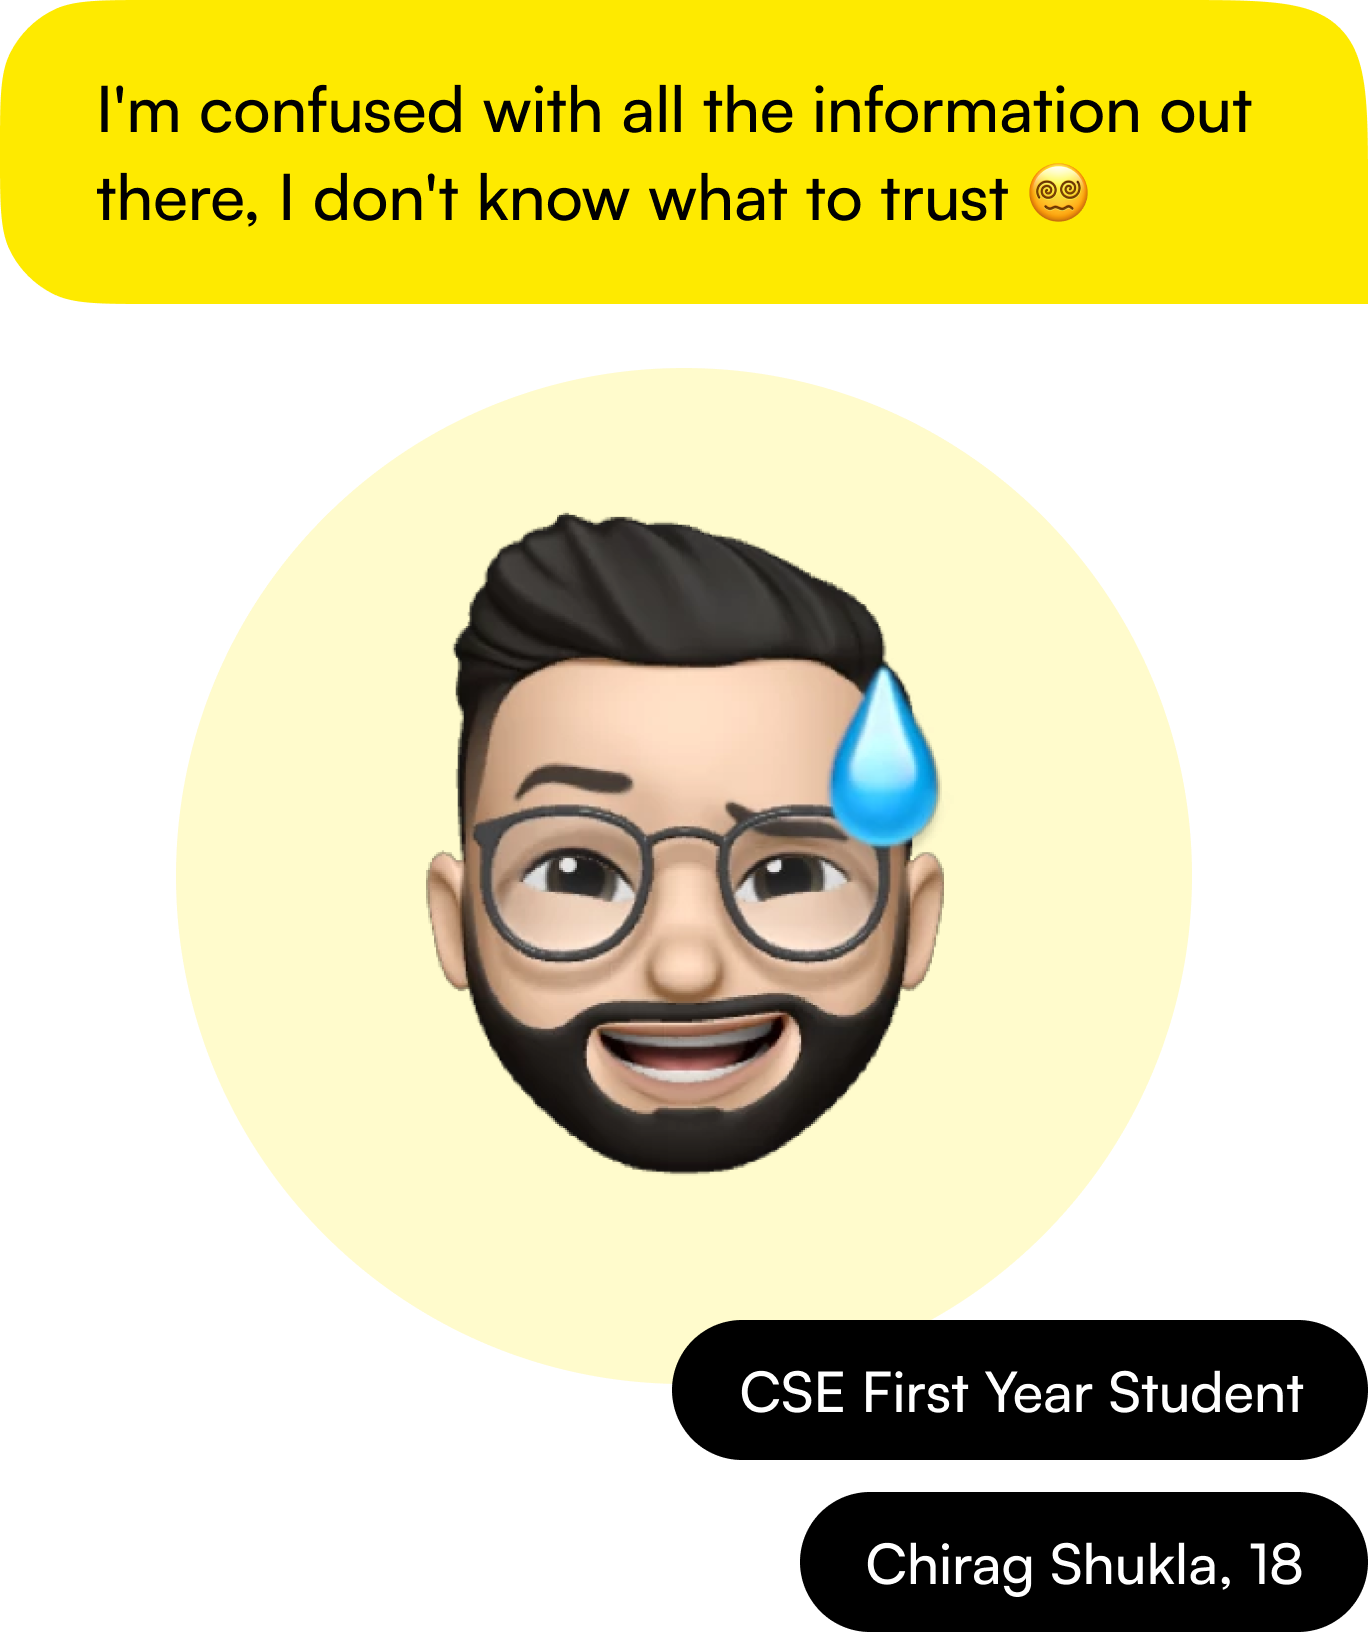 I'm confused with all the information out
there, I don't know what to trust 😵‍💫
CSE First Year Student
Chirag Shukla, 18